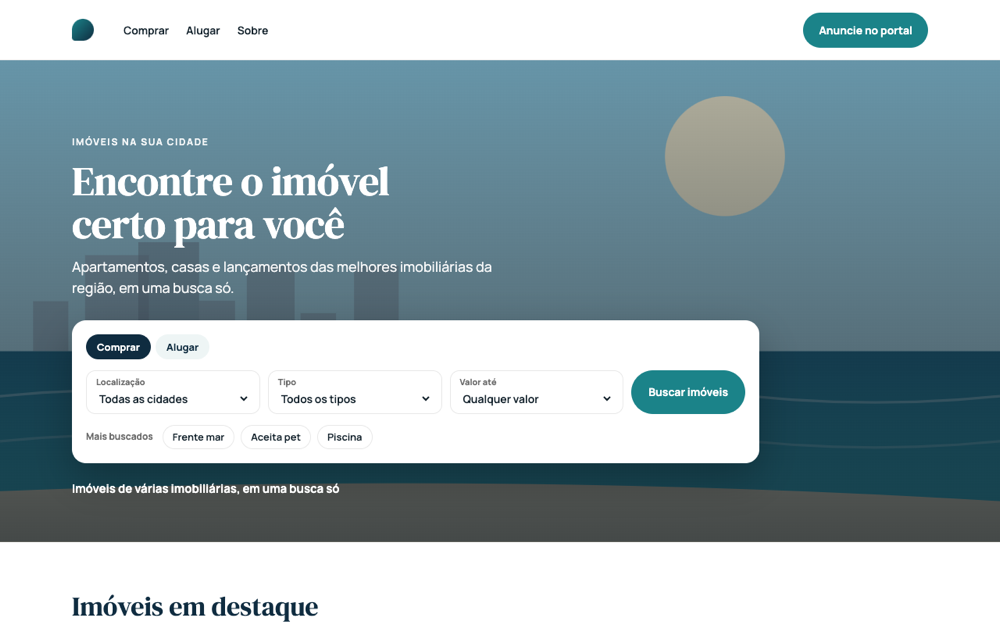 Comprar Alugar Sobre Anuncie no portal
IMÓVEIS NA SUA CIDADE
Encontre o imóvel
certo para você
Apartamentos, casas e lançamentos das melhores imobiliárias da
região, em uma busca só.
Comprar Alugar
Localização Tipo Valor até
Todas as cidades Todos os tipos Qualquer valor Buscar imóveis
Mais buscados Frente mar Aceita pet Piscina
Imóveis de várias imobiliárias, em uma busca só
Imóveis em destaque